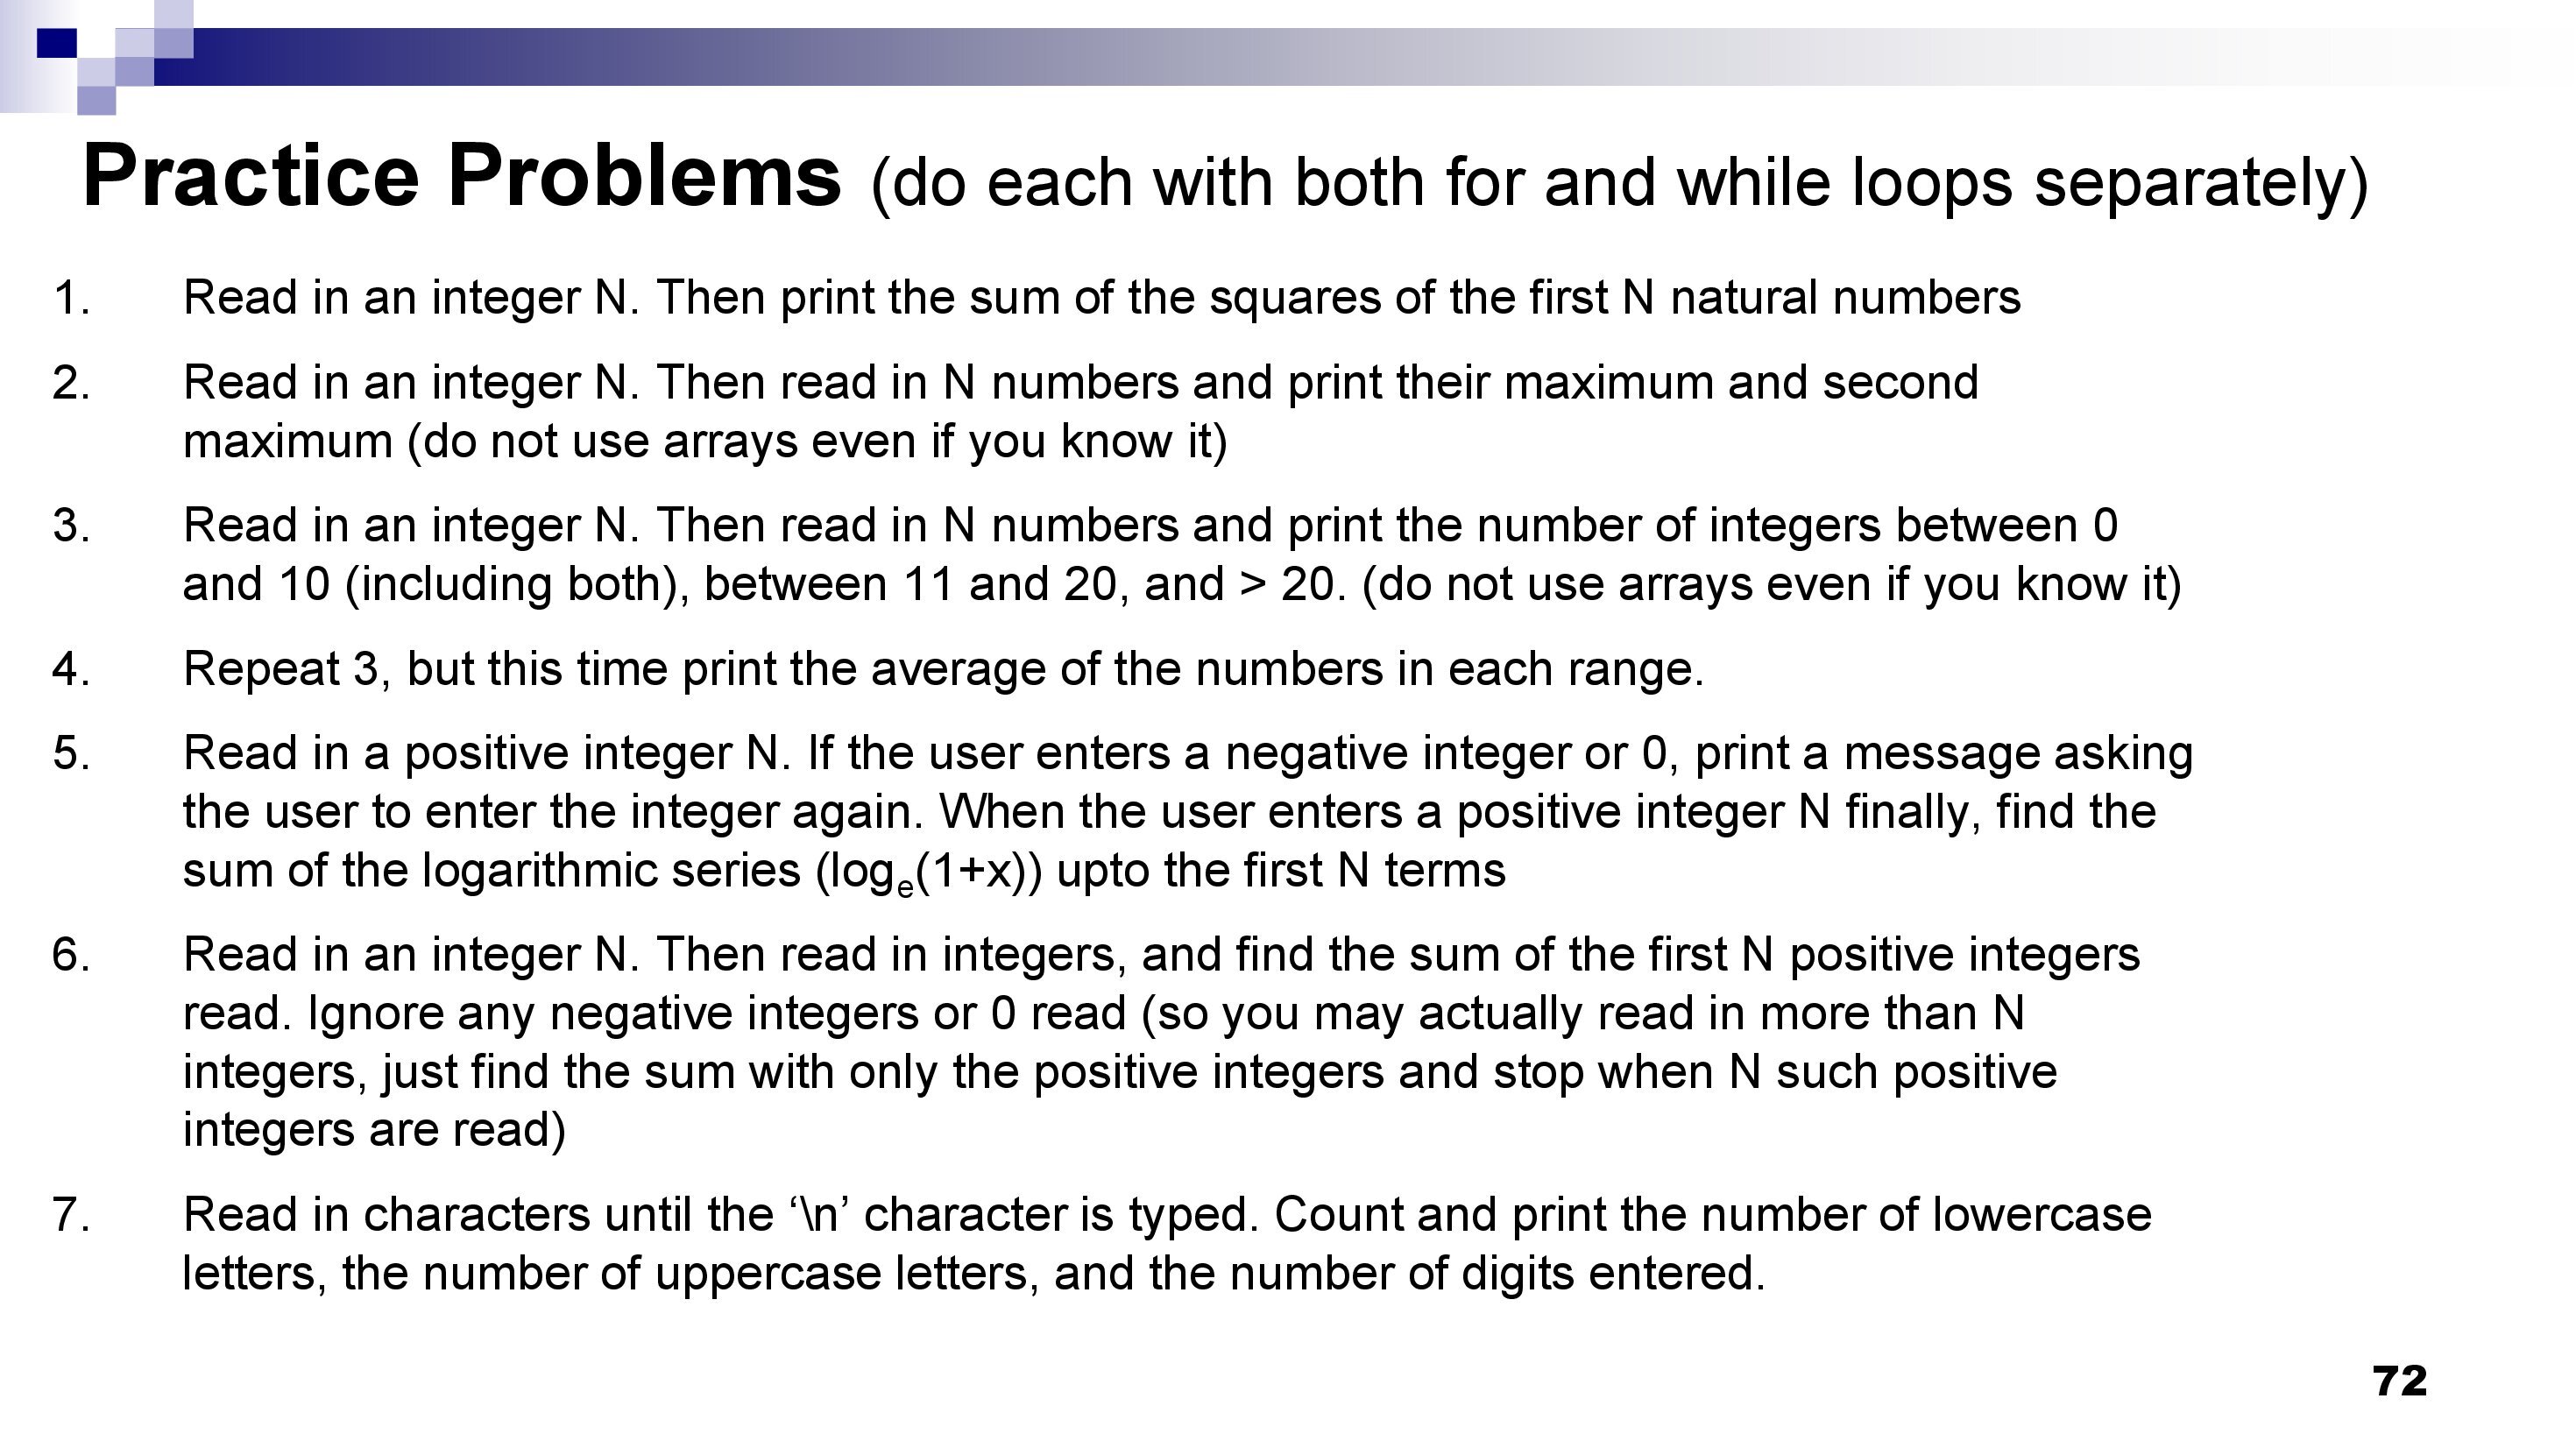 Practice Problems (do each with both for and while loops separately)
1. Read in an integer N. Then print the sum of the squares of the first N natural numbers
2. Read in an integer N. Then read in N numbers and print their maximum and second
maximum (do not use arrays even if you know it)
3. Read in an integer N. Then read in N numbers and print the number of integers between 0
and 10 (including both), between 11 and 20, and > 20. (do not use arrays even if you know it)
4. Repeat 3, but this time print the average of the numbers in each range.
5. Read in a positive integer N. If the user enters a negative integer or 0, print a message asking
the user to enter the integer again. When the user enters a positive integer N finally, find the
sum of the logarithmic series (logₑ(1+x)) upto the first N terms
6. Read in an integer N. Then read in integers, and find the sum of the first N positive integers
read. Ignore any negative integers or 0 read (so you may actually read in more than N
integers, just find the sum with only the positive integers and stop when N such positive
integers are read)
7. Read in characters until the ‘\n’ character is typed. Count and print the number of lowercase
letters, the number of uppercase letters, and the number of digits entered.
72